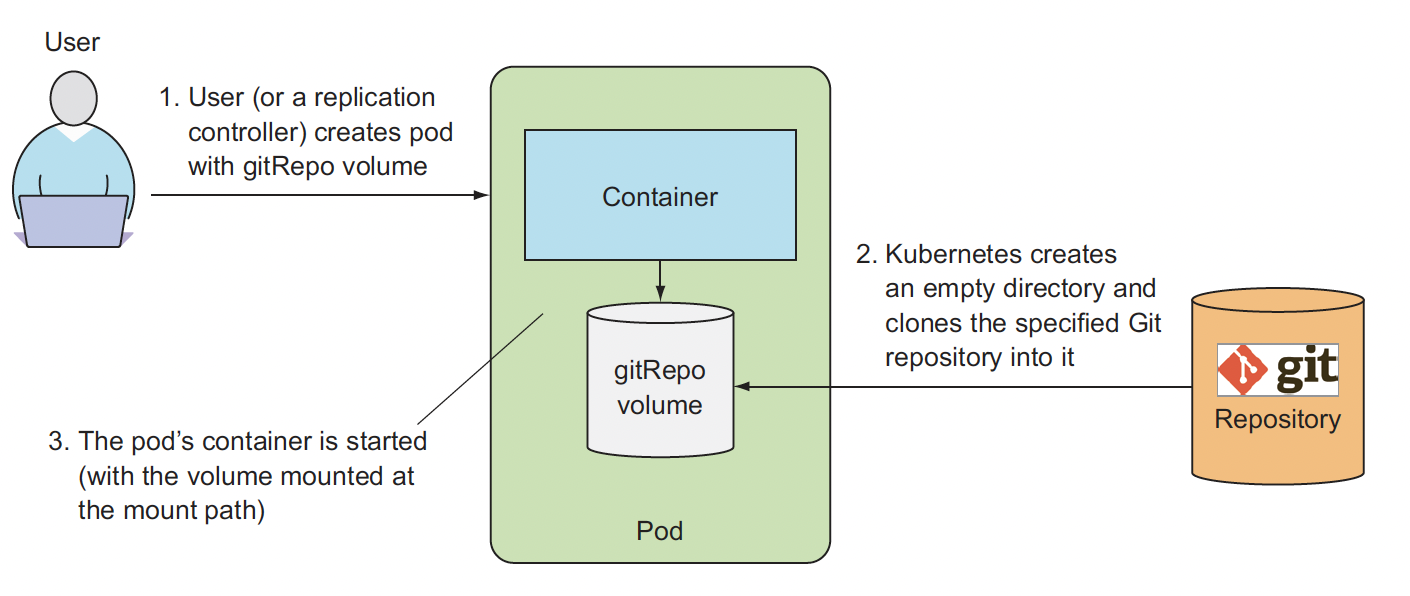 User
1. User (or a replication
controller) creates pod
with gitRepo volume
Container
2. Kubernetes creates
an empty directory and
clones the specified Git
repository into it
gitRepo
volume
git
Repository
3. The pod’s container is started
(with the volume mounted at
the mount path)
Pod